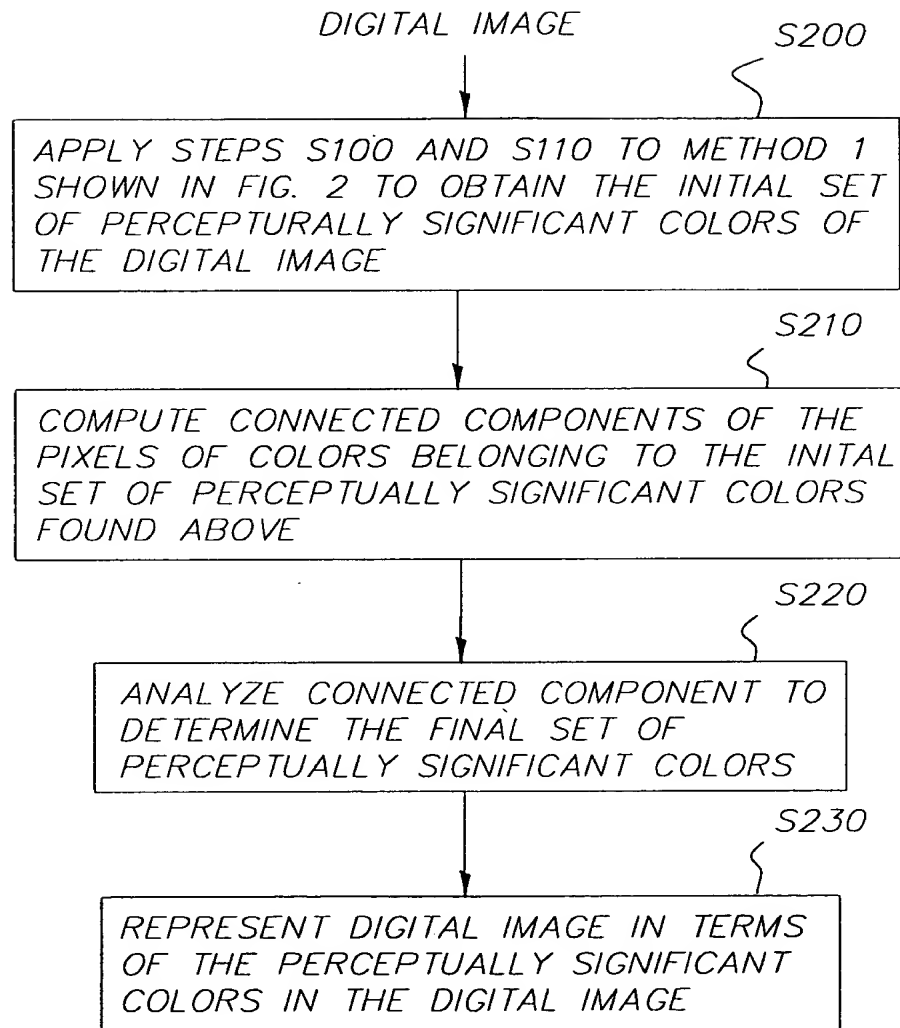 DIGITAL IMAGE
S200
APPLY STEPS S100 AND S110 TO METHOD 1
SHOWN IN FIG. 2 TO OBTAIN THE INITIAL SET
OF PERCEPTURALLY SIGNIFICANT COLORS OF
THE DIGITAL IMAGE
S210
COMPUTE CONNECTED COMPONENTS OF THE
PIXELS OF COLORS BELONGING TO THE INITAL
SET OF PERCEPTUALLY SIGNIFICANT COLORS
FOUND ABOVE
S220
ANALYZE CONNECTED COMPONENT TO
DETERMINE THE FINAL SET OF
PERCEPTUALLY SIGNIFICANT COLORS
S230
REPRESENT DIGITAL IMAGE IN TERMS
OF THE PERCEPTUALLY SIGNIFICANT
COLORS IN THE DIGITAL IMAGE